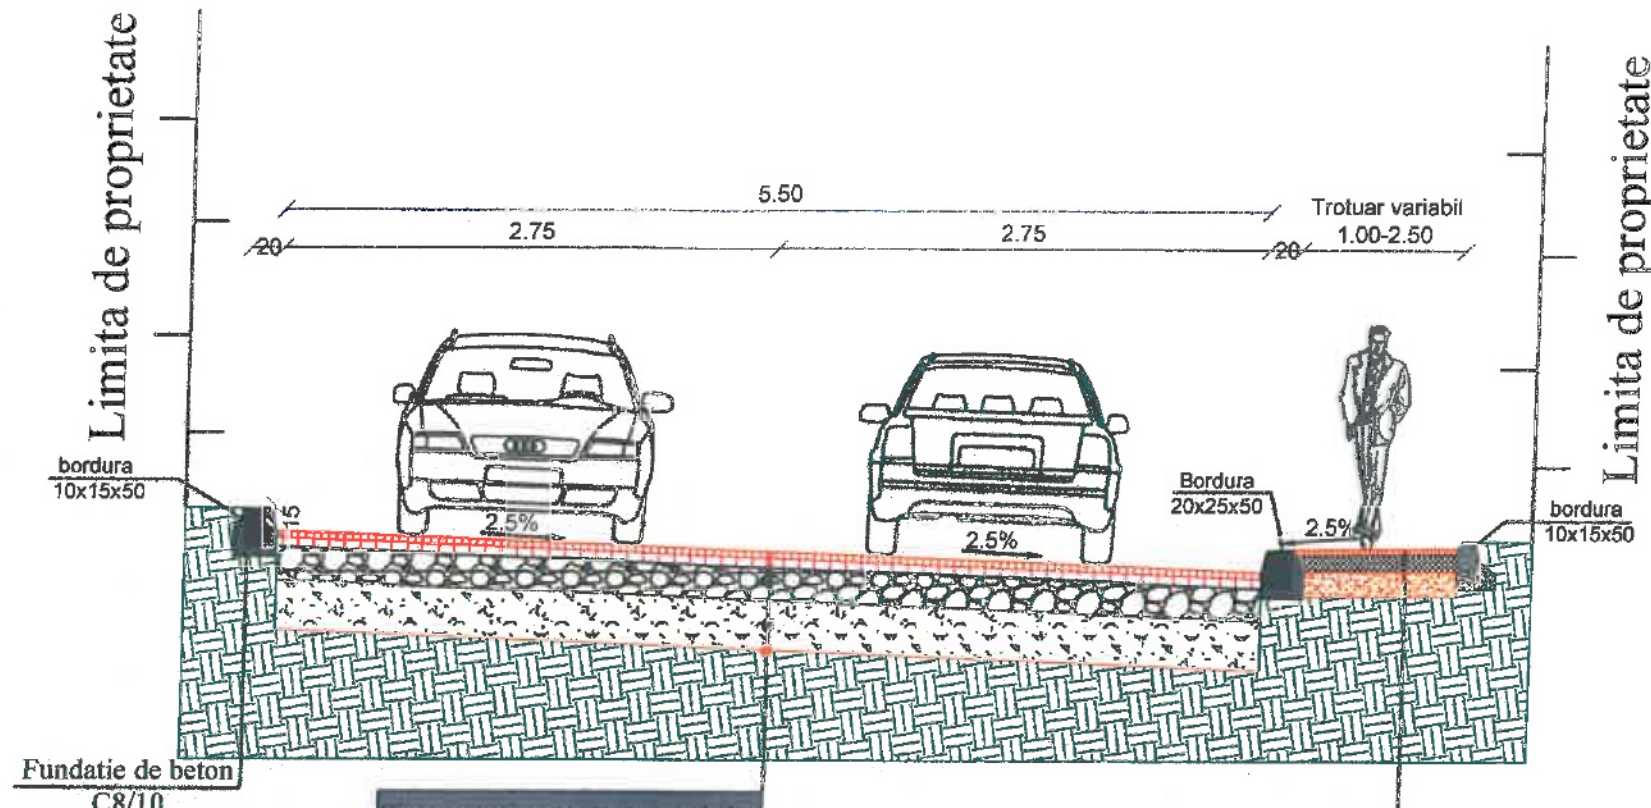 Limita de proprietate
Limita de proprietate
5.50
Trotuar variabil
1.00-2.50
20
2.75
2.75
20
bordura
10x15x50
15
2.5%
2.5%
Bordura
20x25x50
2.5%
bordura
10x15x50
Fundatie de beton
C8/10